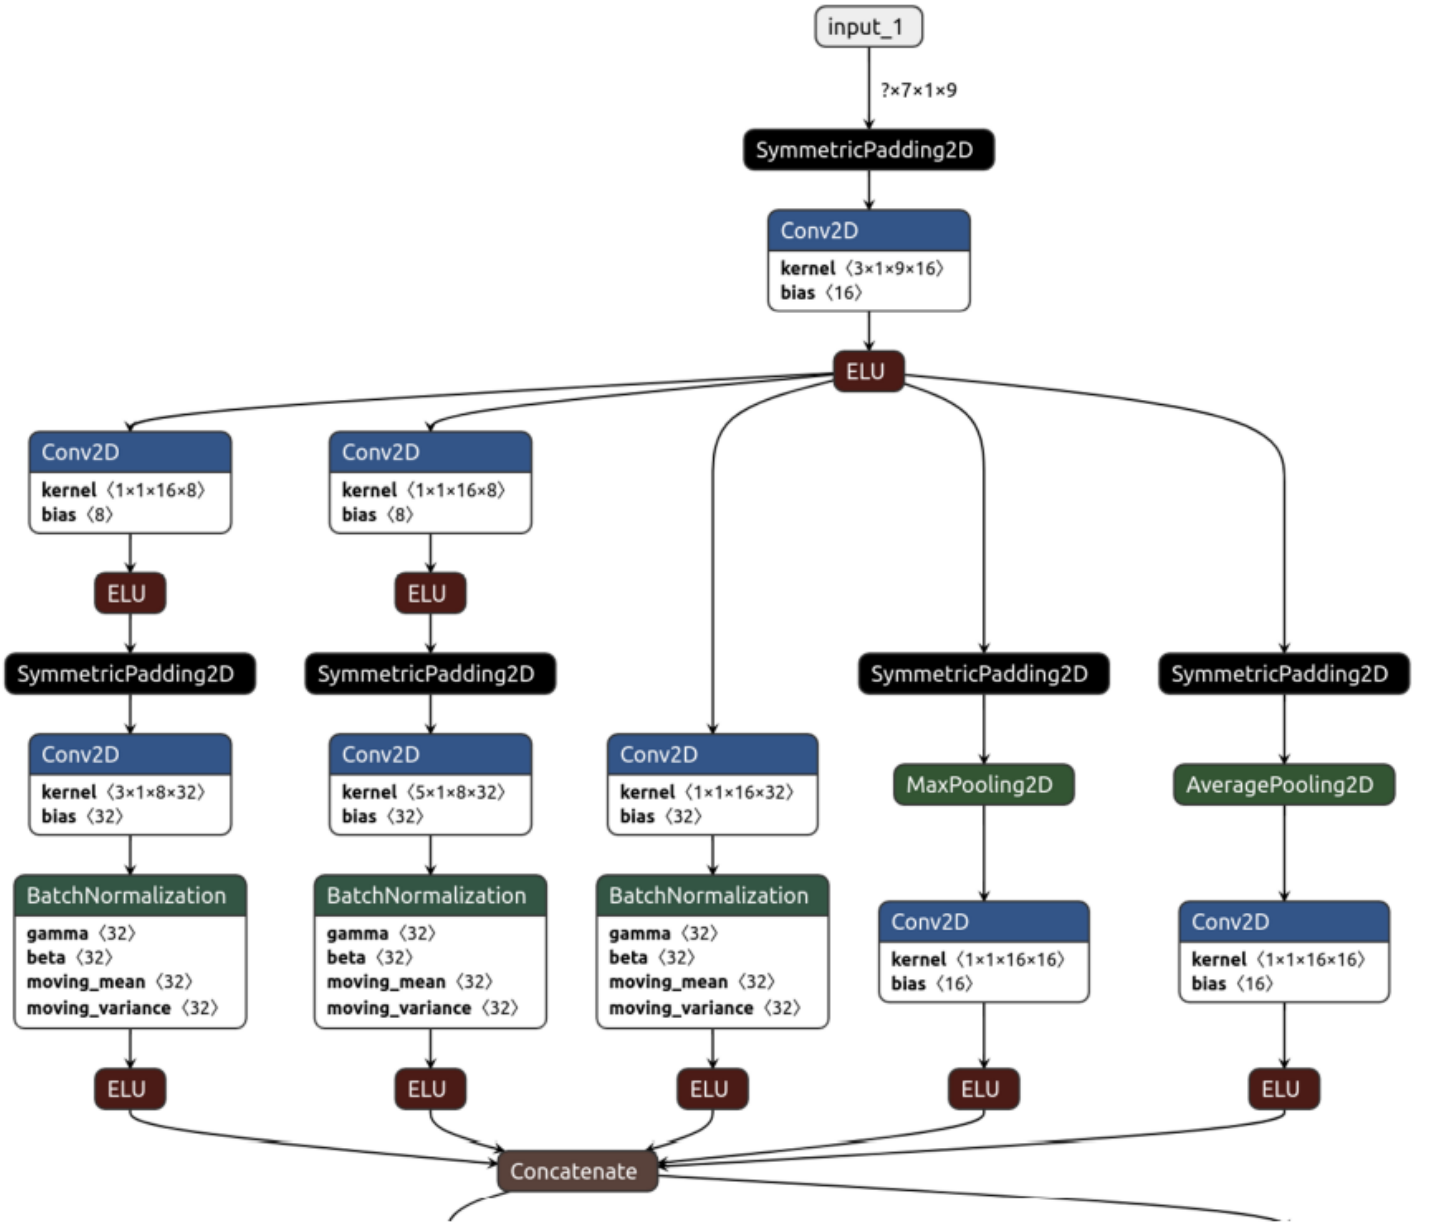 input_1
?×7×1×9
SymmetricPadding2D
Conv2D
kernel 〈3×1×9×16〉
bias 〈16〉
ELU
Conv2D
kernel 〈1×1×16×8〉
bias 〈8〉
ELU
SymmetricPadding2D
Conv2D
kernel 〈3×1×8×32〉
bias 〈32〉
BatchNormalization
gamma 〈32〉
beta 〈32〉
moving_mean 〈32〉
moving_variance 〈32〉
ELU
Conv2D
kernel 〈1×1×16×8〉
bias 〈8〉
ELU
SymmetricPadding2D
Conv2D
kernel 〈5×1×8×32〉
bias 〈32〉
BatchNormalization
gamma 〈32〉
beta 〈32〉
moving_mean 〈32〉
moving_variance 〈32〉
ELU
Conv2D
kernel 〈1×1×16×32〉
bias 〈32〉
BatchNormalization
gamma 〈32〉
beta 〈32〉
moving_mean 〈32〉
moving_variance 〈32〉
ELU
SymmetricPadding2D
MaxPooling2D
Conv2D
kernel 〈1×1×16×16〉
bias 〈16〉
ELU
SymmetricPadding2D
AveragePooling2D
Conv2D
kernel 〈1×1×16×16〉
bias 〈16〉
ELU
Concatenate